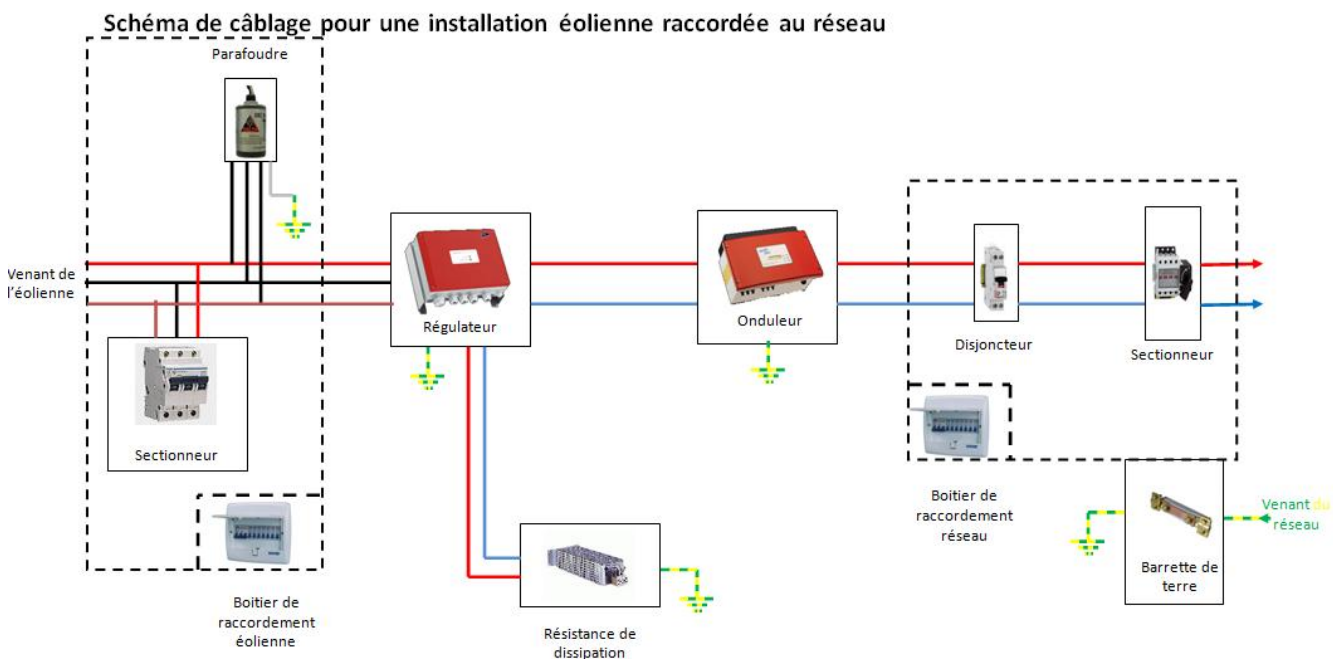 Schéma de câblage pour une installation éolienne raccordée au réseau
Parafoudre
Venant de
l'éolienne
Régulateur
Onduleur
Disjoncteur
Sectionneur
Sectionneur
Boitier de
raccordement
réseau
Venant du
réseau
Barrette de
terre
Boitier de
raccordement
éolienne
Résistance de
dissipation